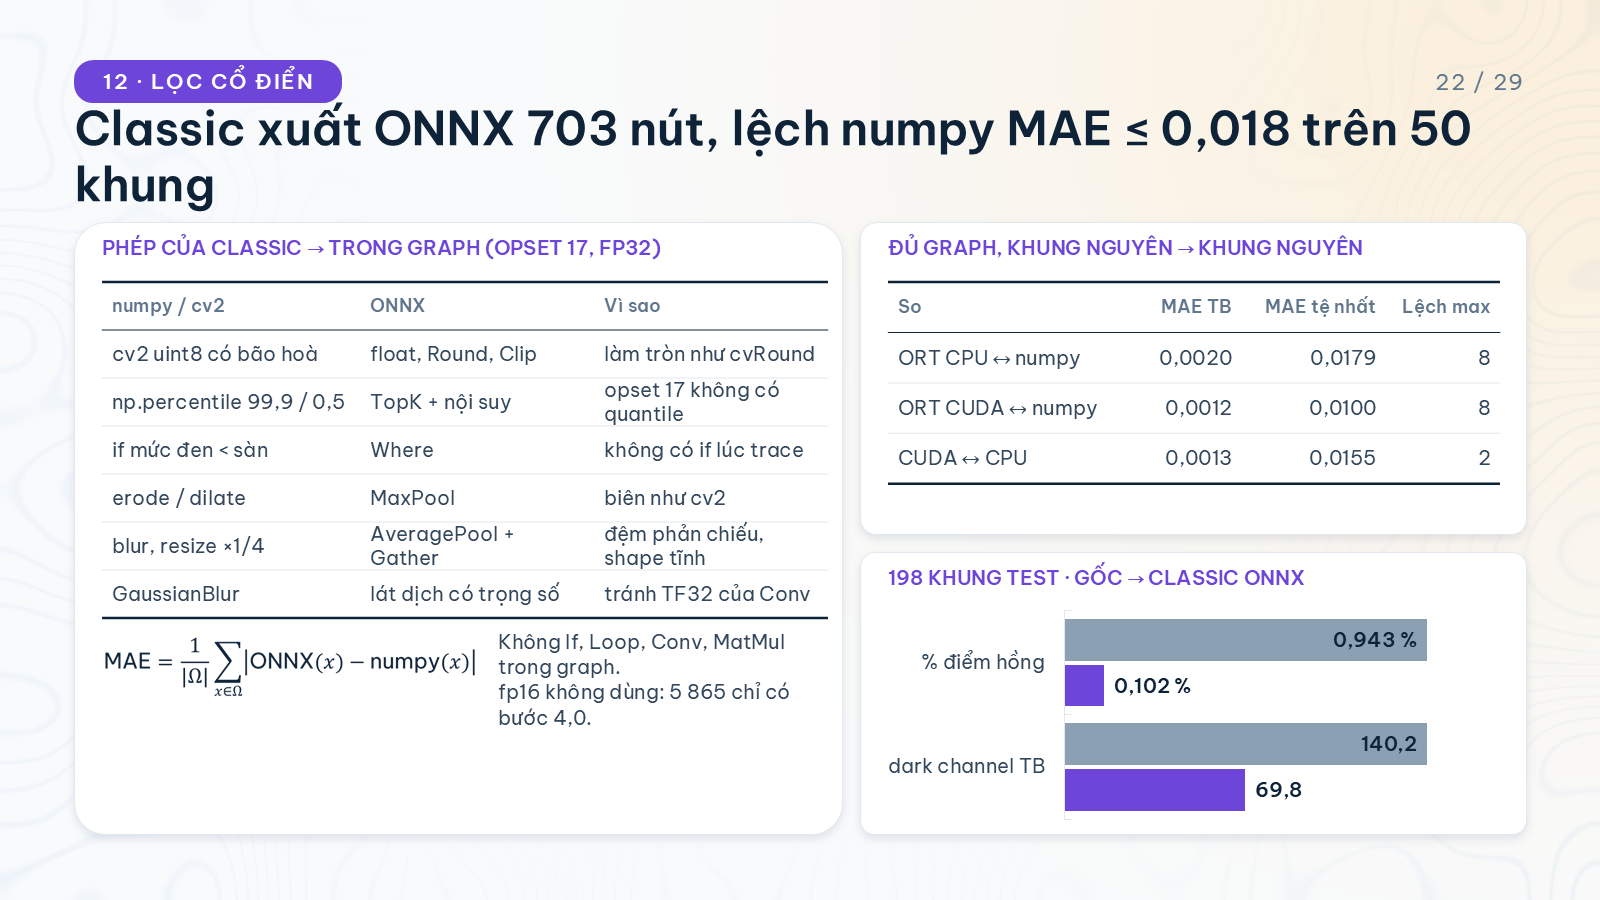 12 · LỌC CỔ ĐIỂN
22 / 29
Classic xuất ONNX 703 nút, lệch numpy MAE ≤ 0,018 trên 50
khung
PHÉP CỦA CLASSIC → TRONG GRAPH (OPSET 17, FP32)
numpy / cv2 ONNX Vì sao
cv2 uint8 có bão hoà float, Round, Clip làm tròn như cvRound
np.percentile 99,9 / 0,5 TopK + nội suy opset 17 không có
quantile
if mức đen < sàn Where không có if lúc trace
erode / dilate MaxPool biên như cv2
blur, resize ×1/4 AveragePool + Gather đệm phản chiếu,
shape tĩnh
GaussianBlur lát dịch có trọng số tránh TF32 của Conv
MAE = 1/|Ω| ∑x∈Ω |ONNX(x) − numpy(x)|
Không If, Loop, Conv, MatMul
trong graph.
fp16 không dùng: 5 865 chỉ có
bước 4,0.
ĐỦ GRAPH, KHUNG NGUYÊN → KHUNG NGUYÊN
So MAE TB MAE tệ nhất Lệch max
ORT CPU ↔ numpy 0,0020 0,0179 8
ORT CUDA ↔ numpy 0,0012 0,0100 8
CUDA ↔ CPU 0,0013 0,0155 2
198 KHUNG TEST · GỐC → CLASSIC ONNX
% điểm hồng
0,943 %
0,102 %
dark channel TB
140,2
69,8